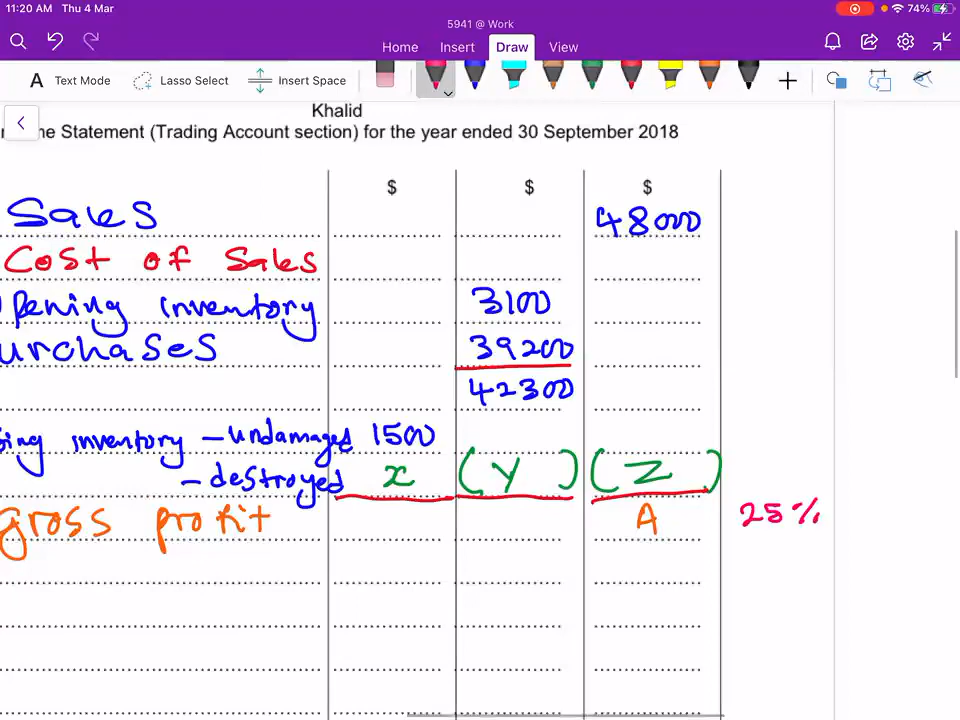 11:20 AM Thu 4 Mar
74%
5941 @ Work
Home Insert Draw View
Text Mode
Lasso Select
Insert Space
Khalid
me Statement (Trading Account section) for the year ended 30 September 2018
$ $ $
Sales 48000
Cost of Sales
pening inventory 3100
urchases 39200
42300
ing inventory - undamaged 1500
- destroyed x (Y) (Z)
gross profit A 25%